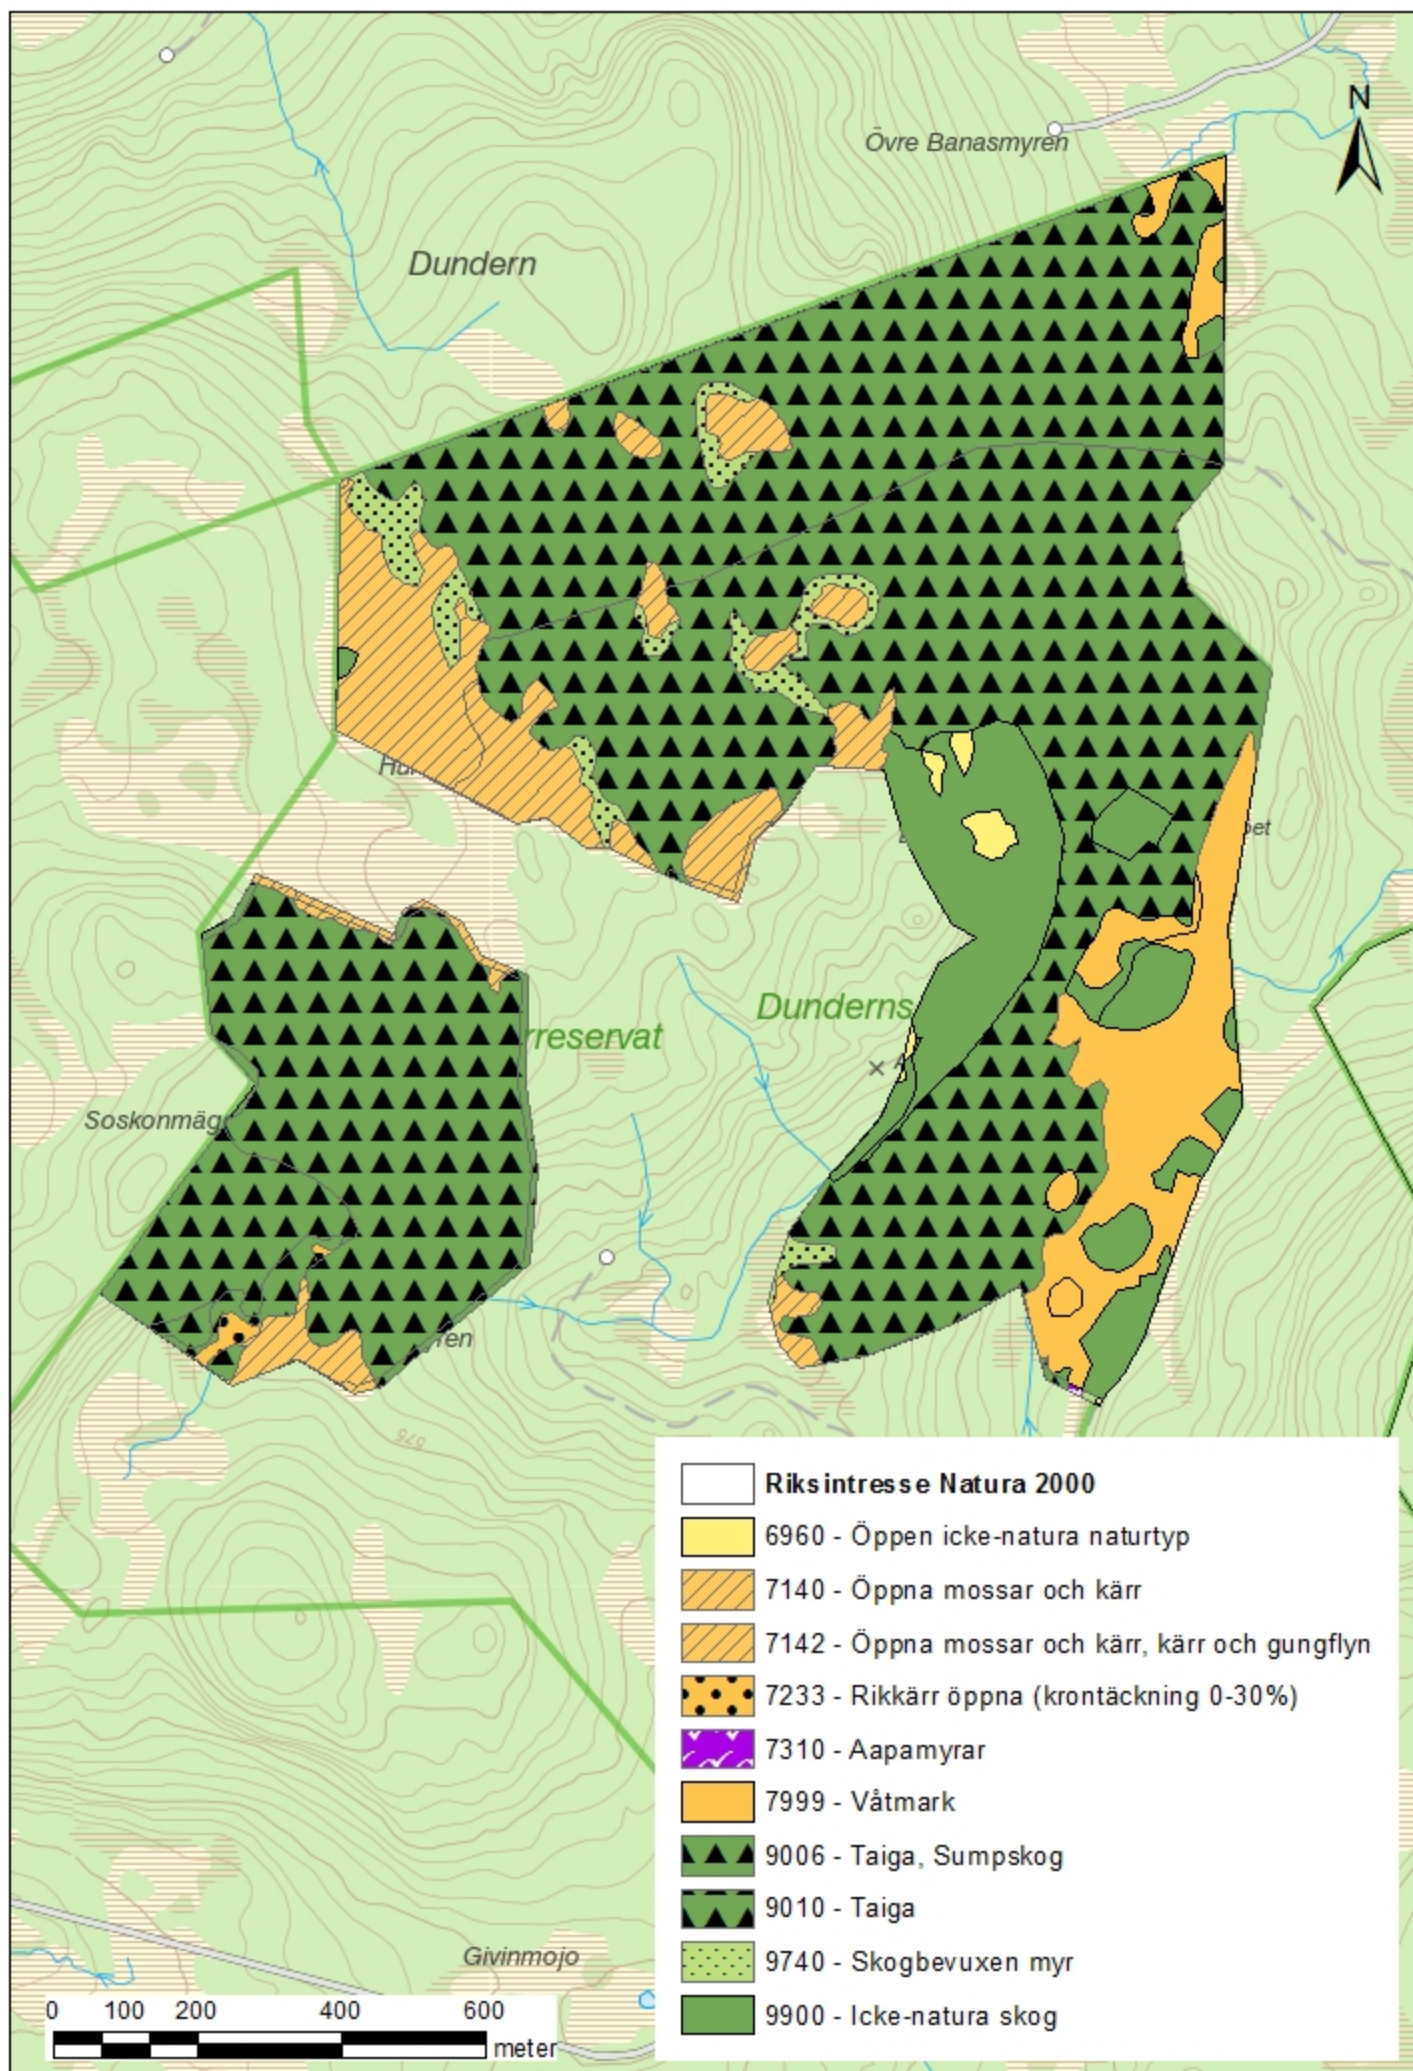 N
Övre Banasmyren
Dundern
Dunderns
rreservat
Soskonmäg
575
Givinmojo
Riksintresse Natura 2000
6960 - Öppen icke-natura naturtyp
7140 - Öppna mossar och kärr
7142 - Öppna mossar och kärr, kärr och gungflyn
7233 - Rikkärr öppna (krontäckning 0-30%)
7310 - Aapamyrar
7999 - Våtmark
9006 - Taiga, Sumpskog
9010 - Taiga
9740 - Skogbevuxen myr
9900 - Icke-natura skog
0 100 200 400 600
meter